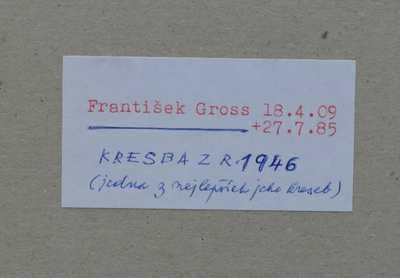 František Gross 18.4.09
+27.7.85
KRESBA Z R. 1946
(jedna z nejlepších jeho kreseb)